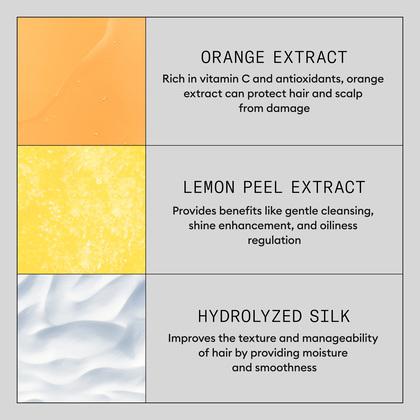 ORANGE EXTRACT
Rich in vitamin C and antioxidants, orange
extract can protect hair and scalp
from damage
LEMON PEEL EXTRACT
Provides benefits like gentle cleansing,
shine enhancement, and oiliness
regulation
HYDROLYZED SILK
Improves the texture and manageability
of hair by providing moisture
and smoothness